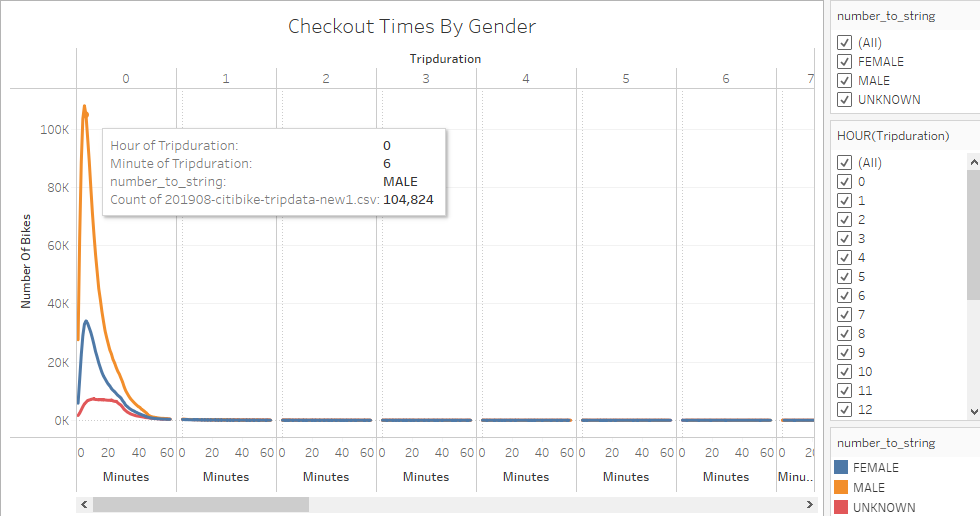 Checkout Times By Gender
Tripduration
0 1 2 3 4 5 6 7
Number Of Bikes
100K
80K
60K
40K
20K
0K
Hour of Tripduration: 0
Minute of Tripduration: 6
number_to_string: MALE
Count of 201908-citibike-tripdata-new1.csv: 104,824
0 20 40 60 0 20 40 60 0 20 40 60 0 20 40 60 0 20 40 60 0 20 40 60 0 20 40 60 0 20
Minutes Minutes Minutes Minutes Minutes Minutes Minutes Minu..
number_to_string
(All)
FEMALE
MALE
UNKNOWN
HOUR(Tripduration)
(All)
0
1
2
3
4
5
6
7
8
9
10
11
12
number_to_string
FEMALE
MALE
UNKNOWN